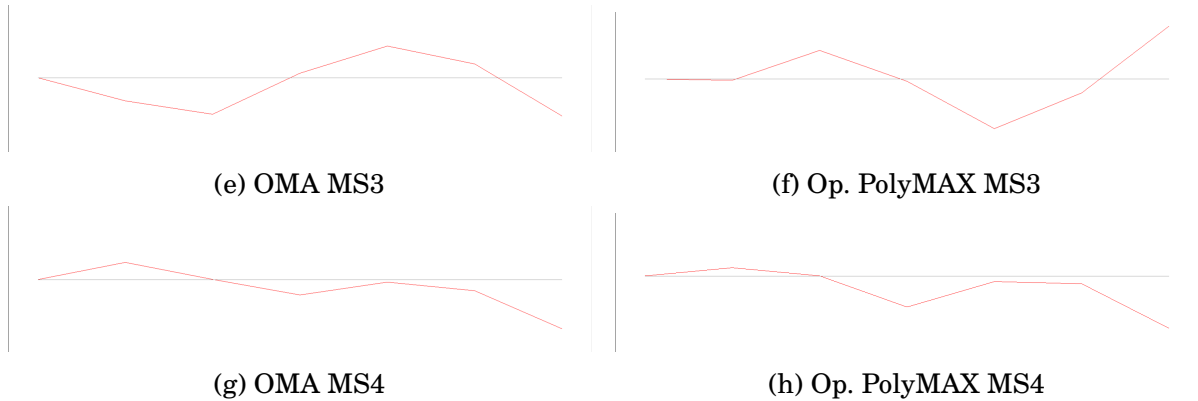 (e) OMA MS3
(f) Op. PolyMAX MS3
(g) OMA MS4
(h) Op. PolyMAX MS4